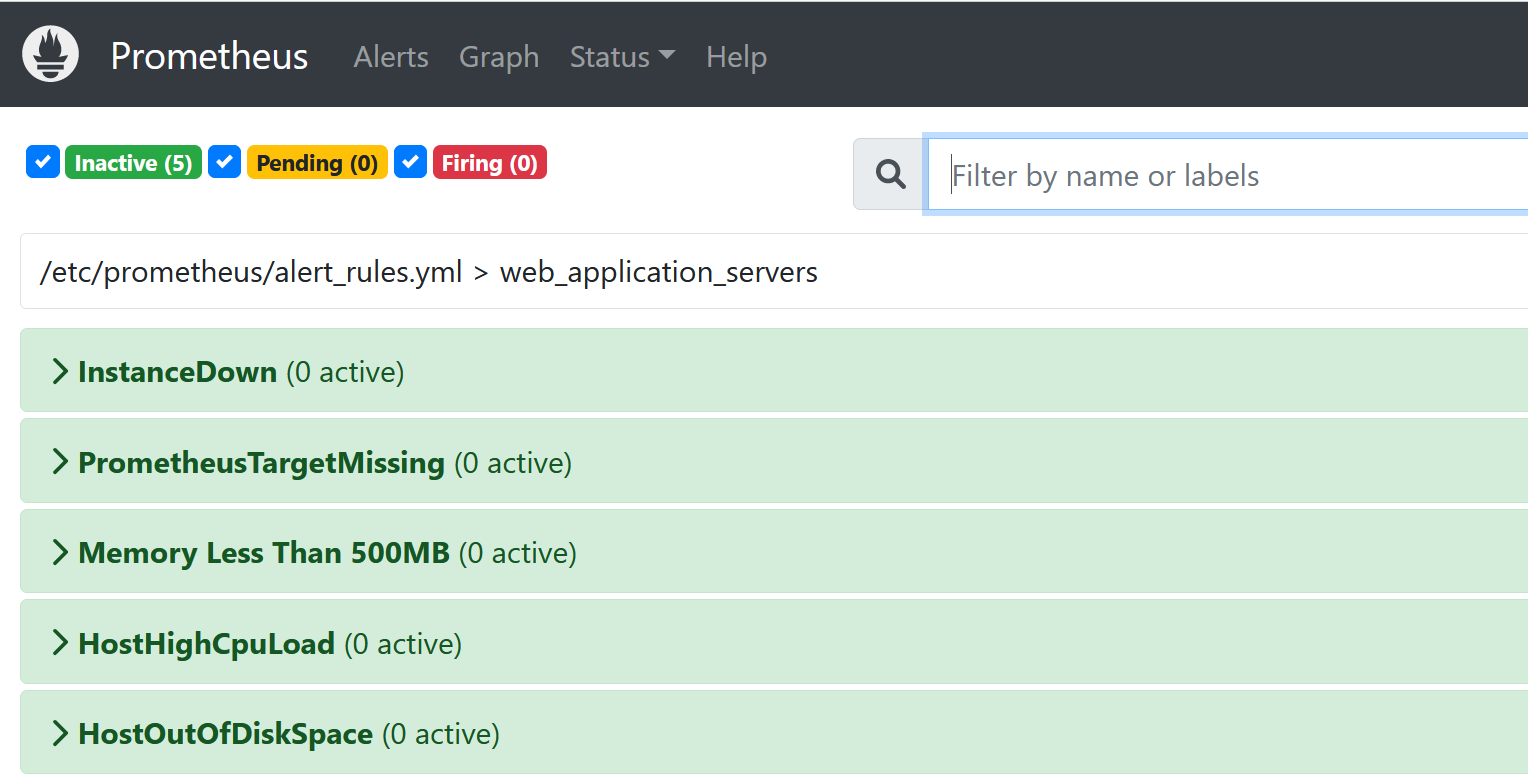 Prometheus Alerts Graph Status Help
Inactive (5) Pending (0) Firing (0)
Filter by name or labels
/etc/prometheus/alert_rules.yml > web_application_servers
InstanceDown (0 active)
PrometheusTargetMissing (0 active)
Memory Less Than 500MB (0 active)
HostHighCpuLoad (0 active)
HostOutOfDiskSpace (0 active)